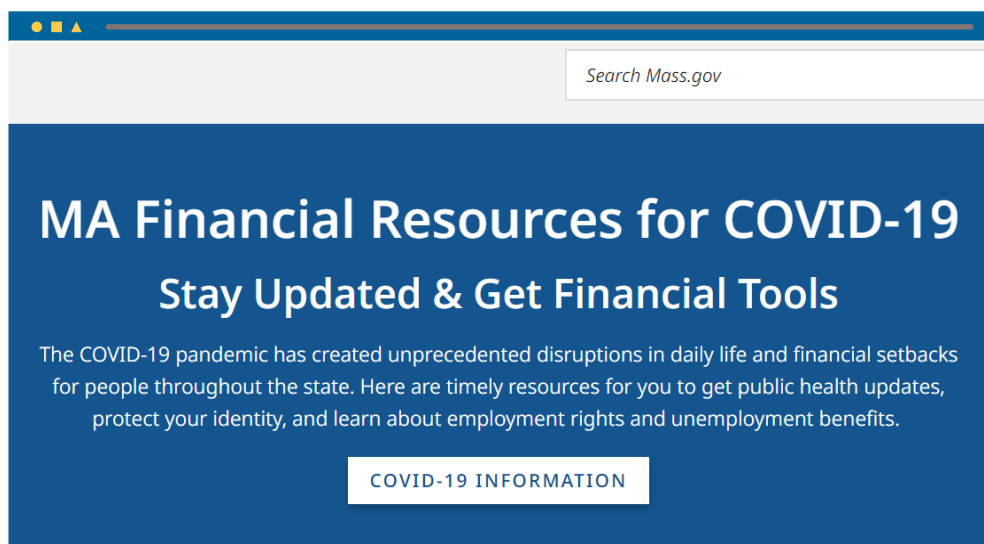 Search Mass.gov
MA Financial Resources for COVID-19
Stay Updated & Get Financial Tools
The COVID-19 pandemic has created unprecedented disruptions in daily life and financial setbacks
for people throughout the state. Here are timely resources for you to get public health updates,
protect your identity, and learn about employment rights and unemployment benefits.
COVID-19 INFORMATION